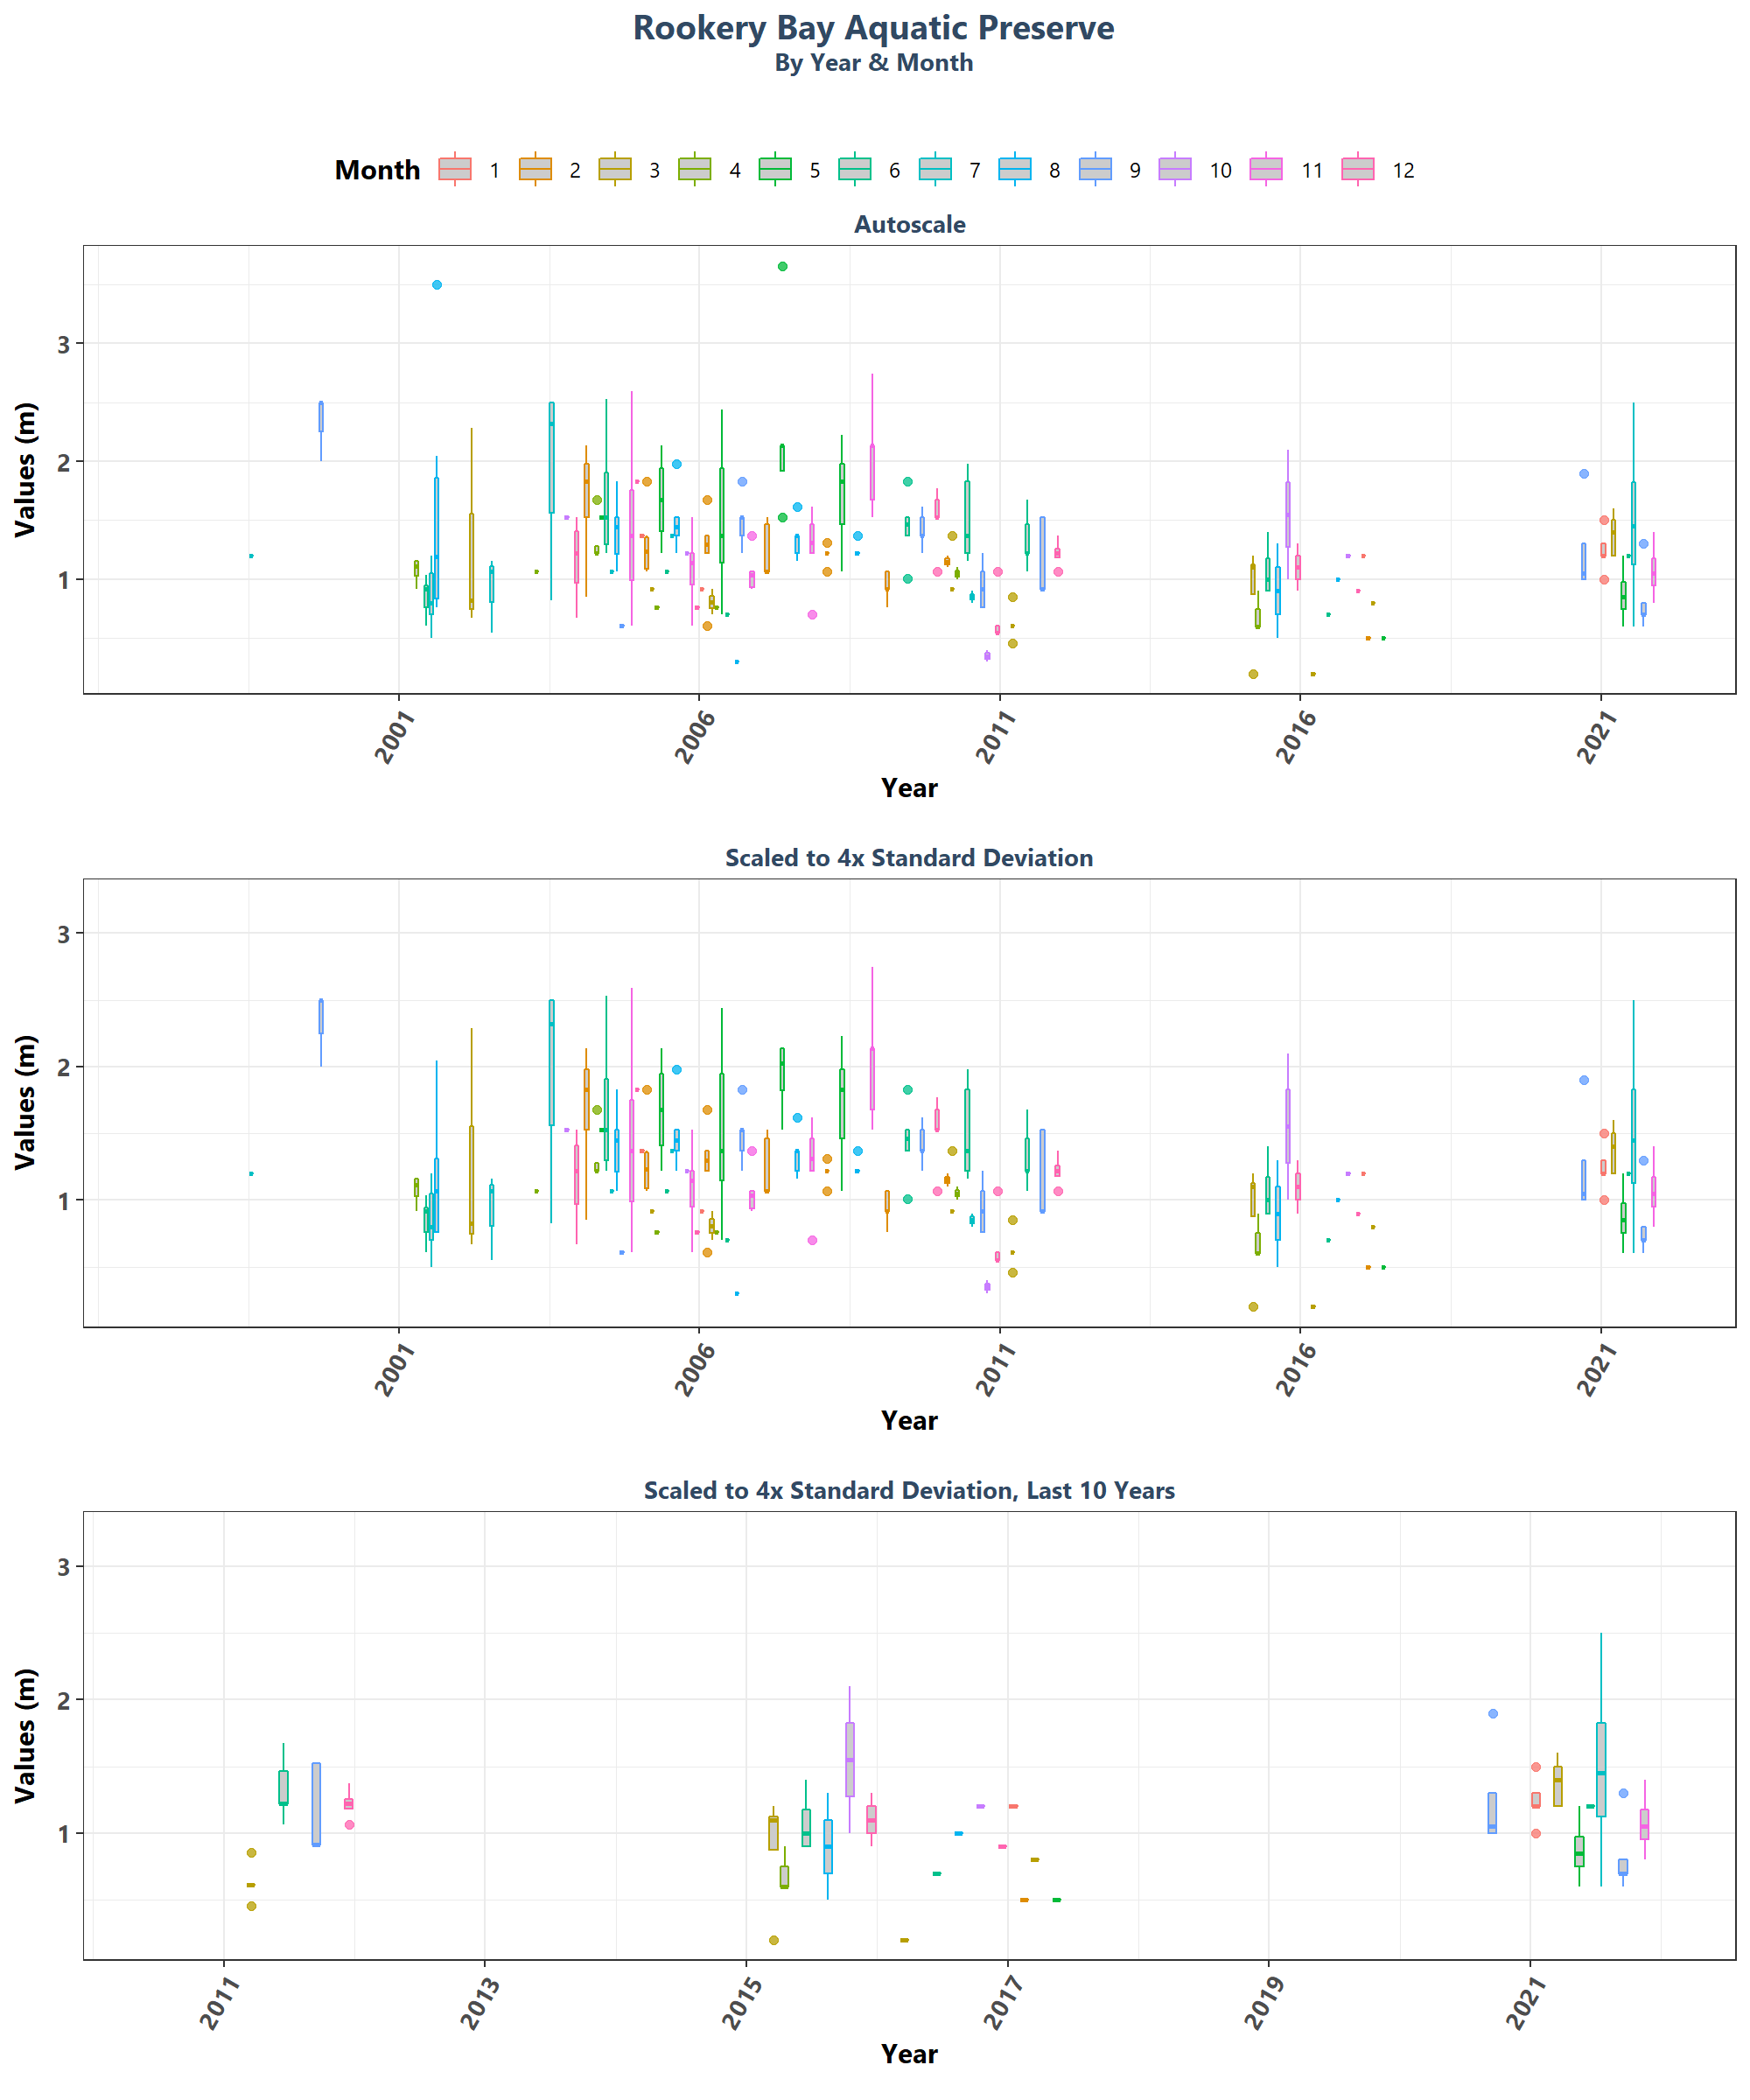 Rookery Bay Aquatic Preserve
By Year & Month
Month 1 2 3 4 5 6 7 8 9 10 11 12
Autoscale
Values (m)
3
2
1
2001 2006 2011 2016 2021
Year
Scaled to 4x Standard Deviation
Values (m)
3
2
1
2001 2006 2011 2016 2021
Year
Scaled to 4x Standard Deviation, Last 10 Years
Values (m)
3
2
1
2011 2013 2015 2017 2019 2021
Year